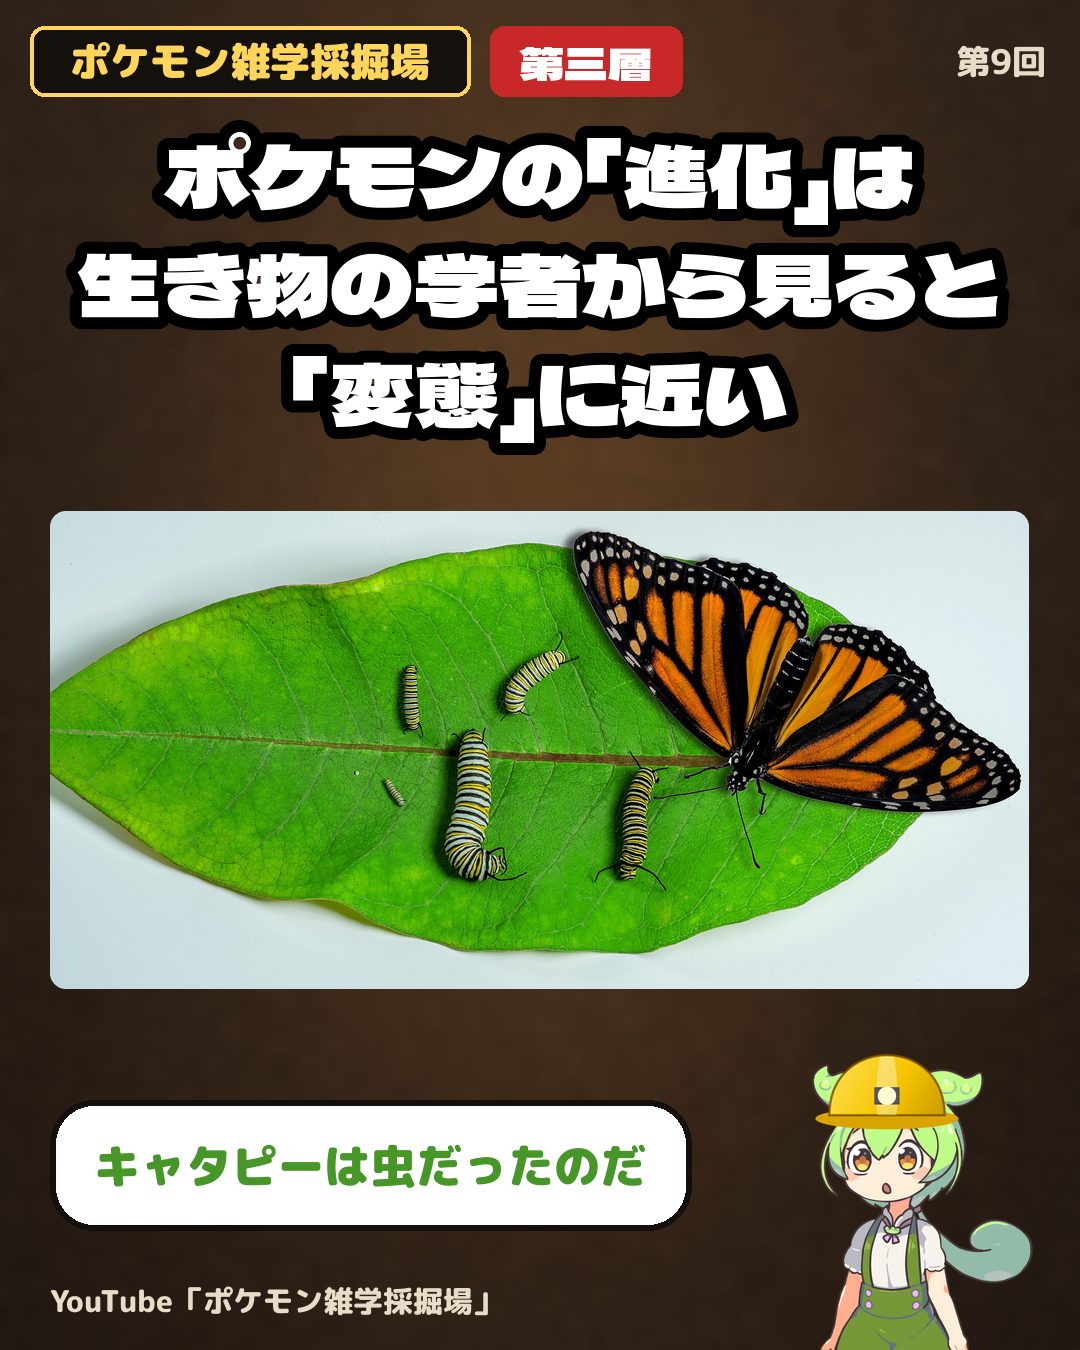 ポケモン雑学採掘場
第三層
第9回
ポケモンの「進化」は
生き物の学者から見ると
「変態」に近い
キャタピーは虫だったのだ
YouTube「ポケモン雑学採掘場」